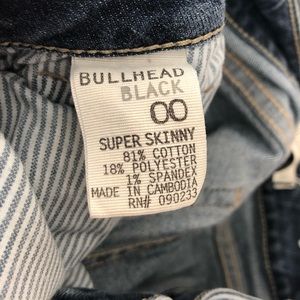 BULLHEAD
BLACK
00
SUPER SKINNY
81% COTTON
18% POLYESTER
1% SPANDEX
MADE IN CAMBODIA
RN# 090233